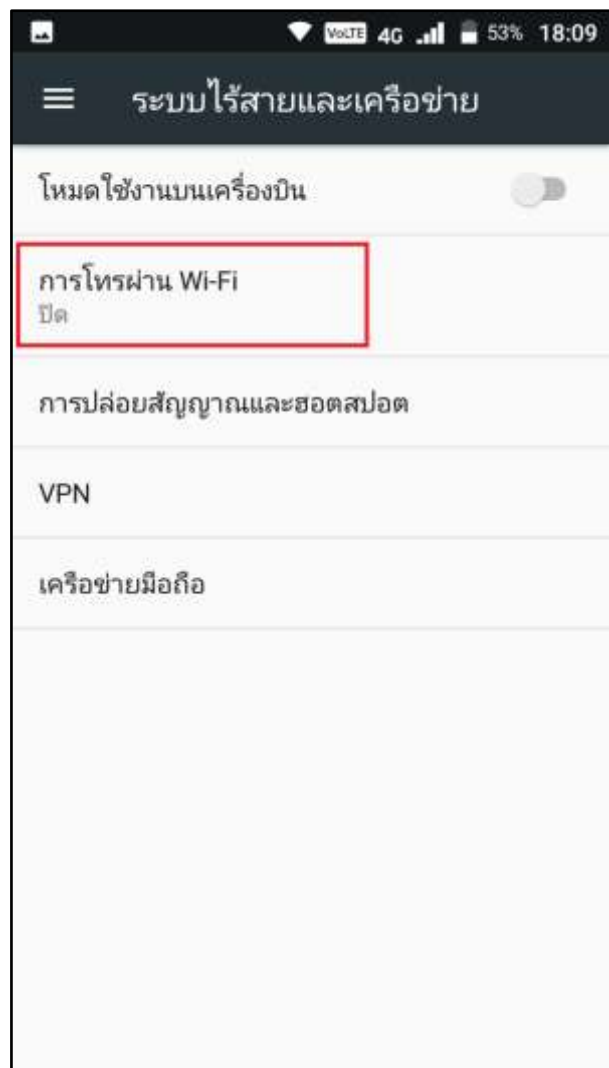 VoLTE 4G 53% 18:09
ระบบไร้สายและเครือข่าย
โหมดใช้งานบนเครื่องบิน
การโทรผ่าน Wi-Fi
ปิด
การปล่อยสัญญาณและฮอตสปอต
VPN
เครือข่ายมือถือ